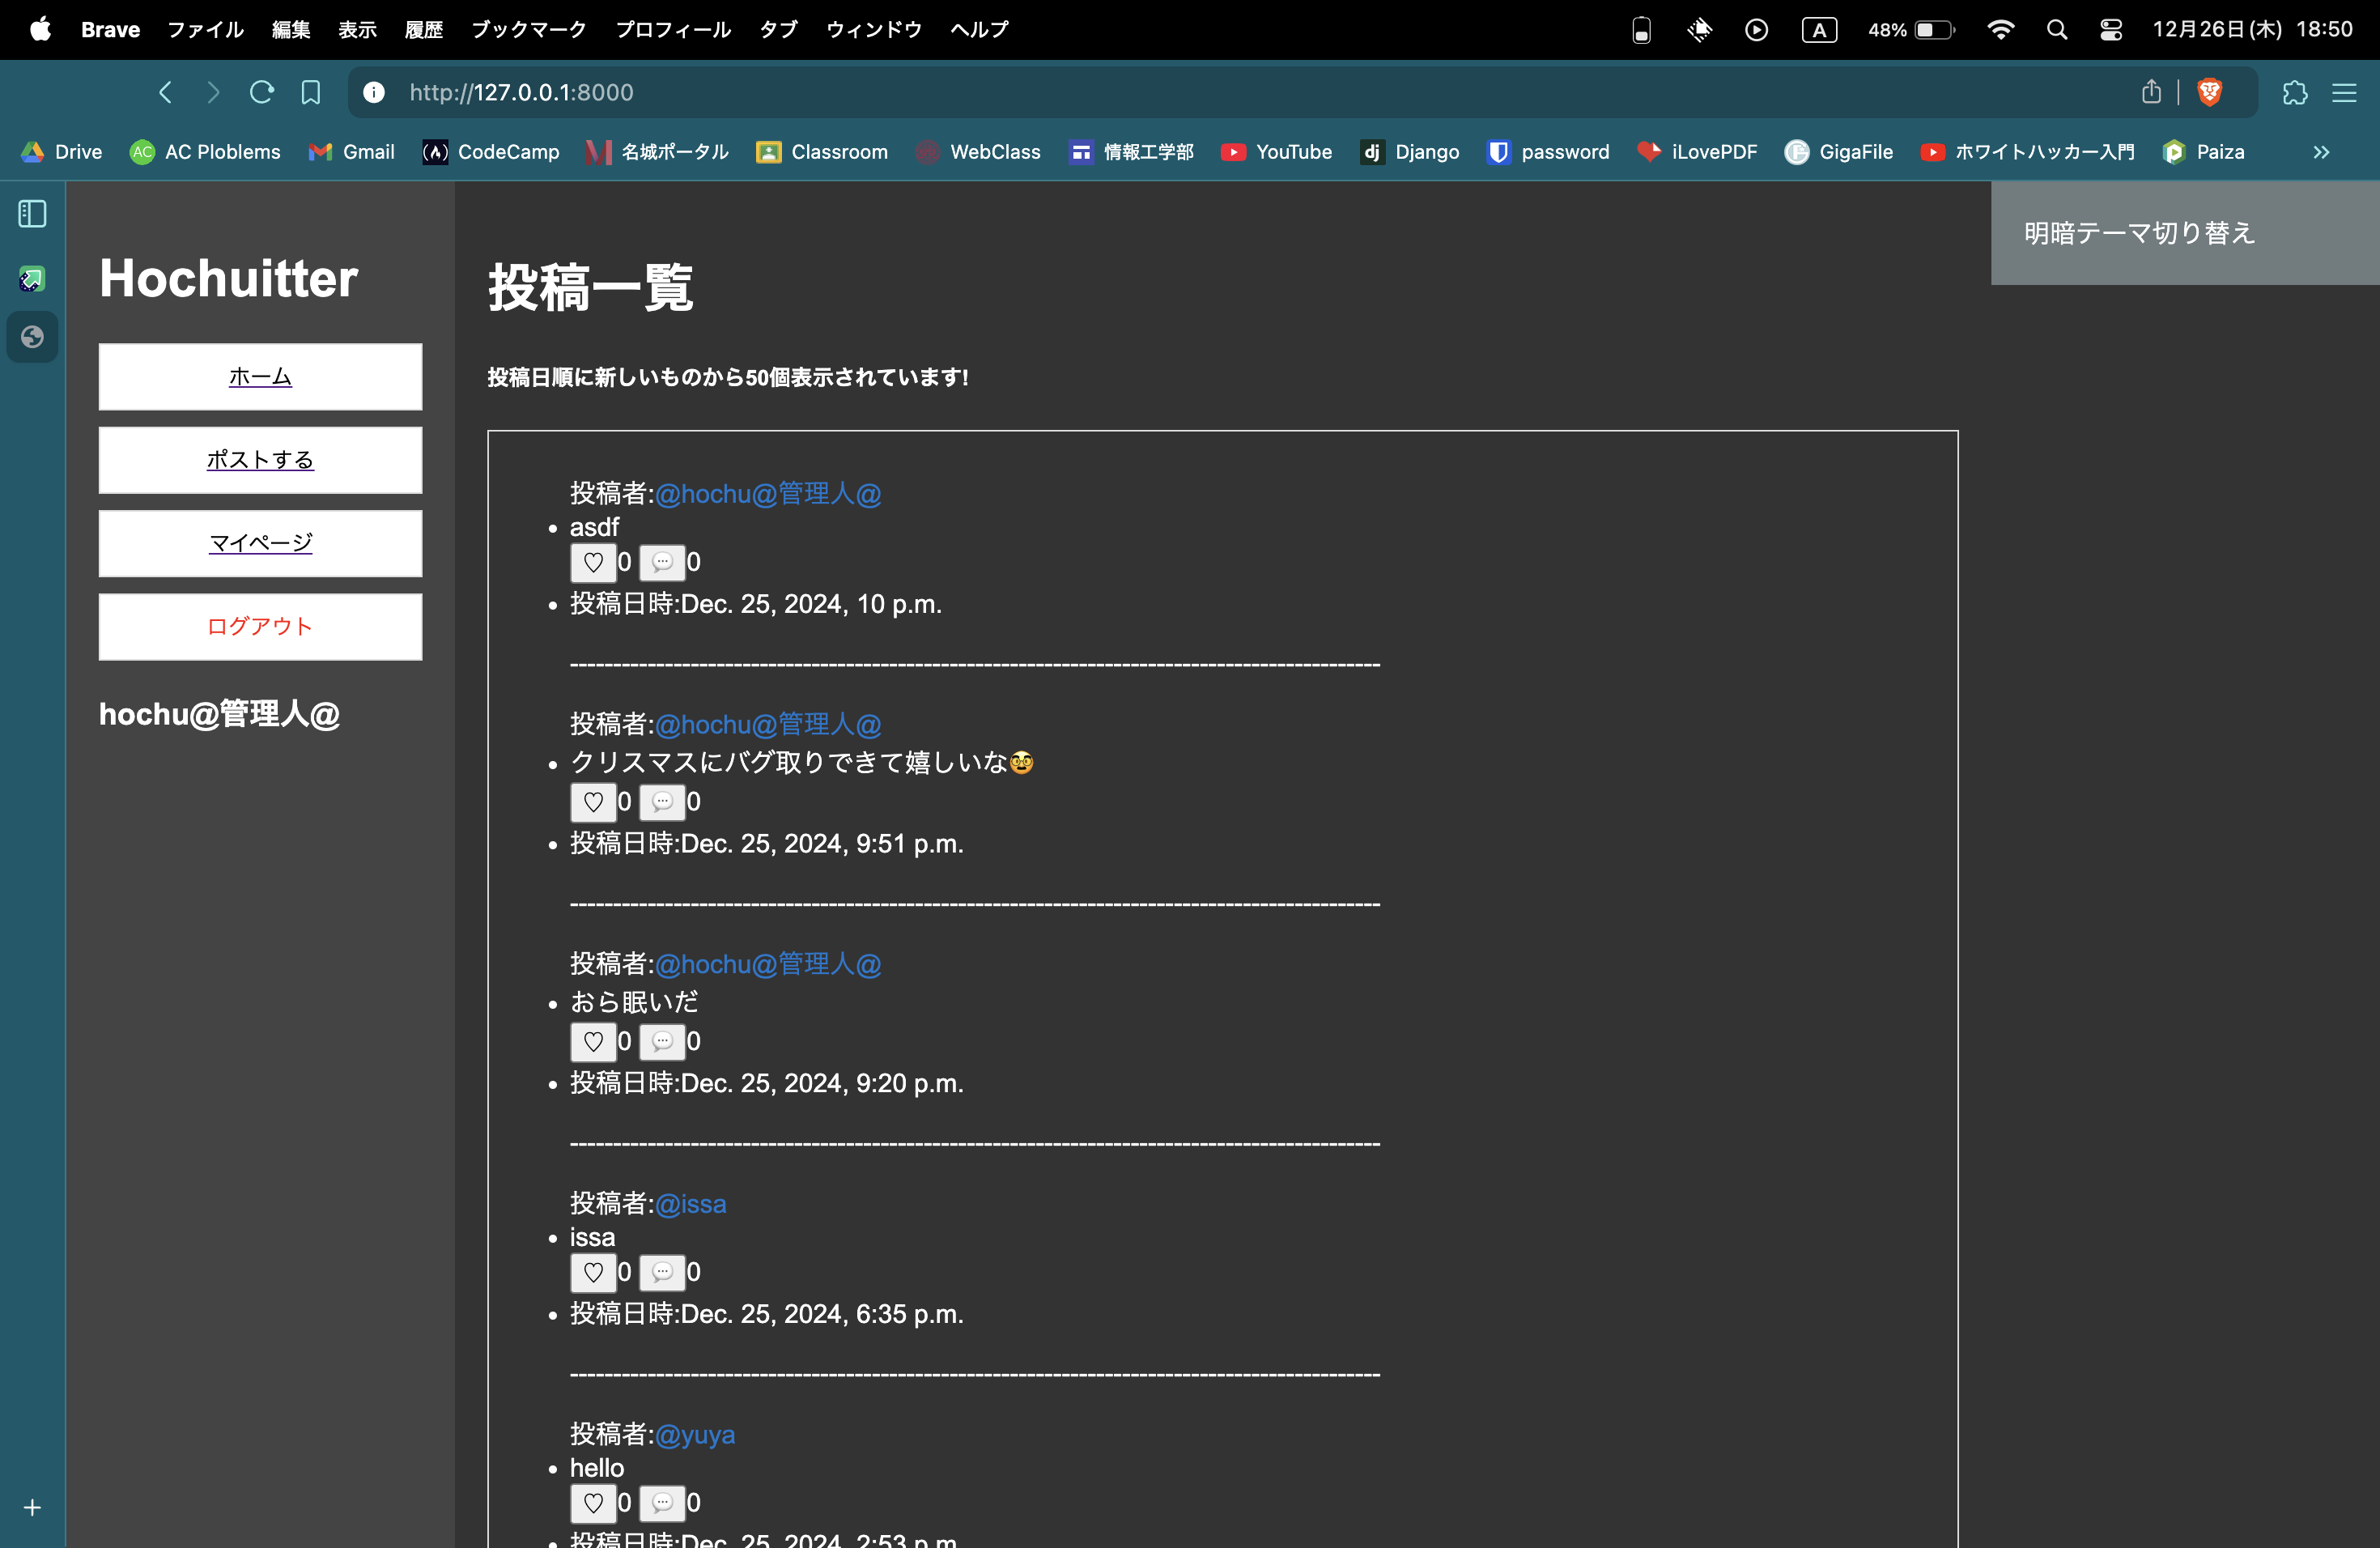 Brave ファイル 編集 表示 履歴 ブックマーク プロフィール タブ ウィンドウ ヘルプ A 48% 12月26日(木) 18:50
http://127.0.0.1:8000
Drive AC AC Ploblems Gmail CodeCamp 名城ポータル Classroom WebClass 情報工学部 YouTube dj Django password iLovePDF GigaFile ホワイトハッカー入門 Paiza
明暗テーマ切り替え
Hochuitter
ホーム
ポストする
マイページ
ログアウト
hochu@管理人@
投稿一覧
投稿日順に新しいものから50個表示されています!
投稿者:@hochu@管理人@
• asdf
♡ 0 💬 0
• 投稿日時:Dec. 25, 2024, 10 p.m.
----------------------------------------------------------------------------------------------------
投稿者:@hochu@管理人@
• クリスマスにバグ取りできて嬉しいな🥸
♡ 0 💬 0
• 投稿日時:Dec. 25, 2024, 9:51 p.m.
----------------------------------------------------------------------------------------------------
投稿者:@hochu@管理人@
• おら眠いだ
♡ 0 💬 0
• 投稿日時:Dec. 25, 2024, 9:20 p.m.
----------------------------------------------------------------------------------------------------
投稿者:@issa
• issa
♡ 0 💬 0
• 投稿日時:Dec. 25, 2024, 6:35 p.m.
----------------------------------------------------------------------------------------------------
投稿者:@yuya
• hello
♡ 0 💬 0
• 投稿日時:Dec. 25, 2024, 2:53 p.m.